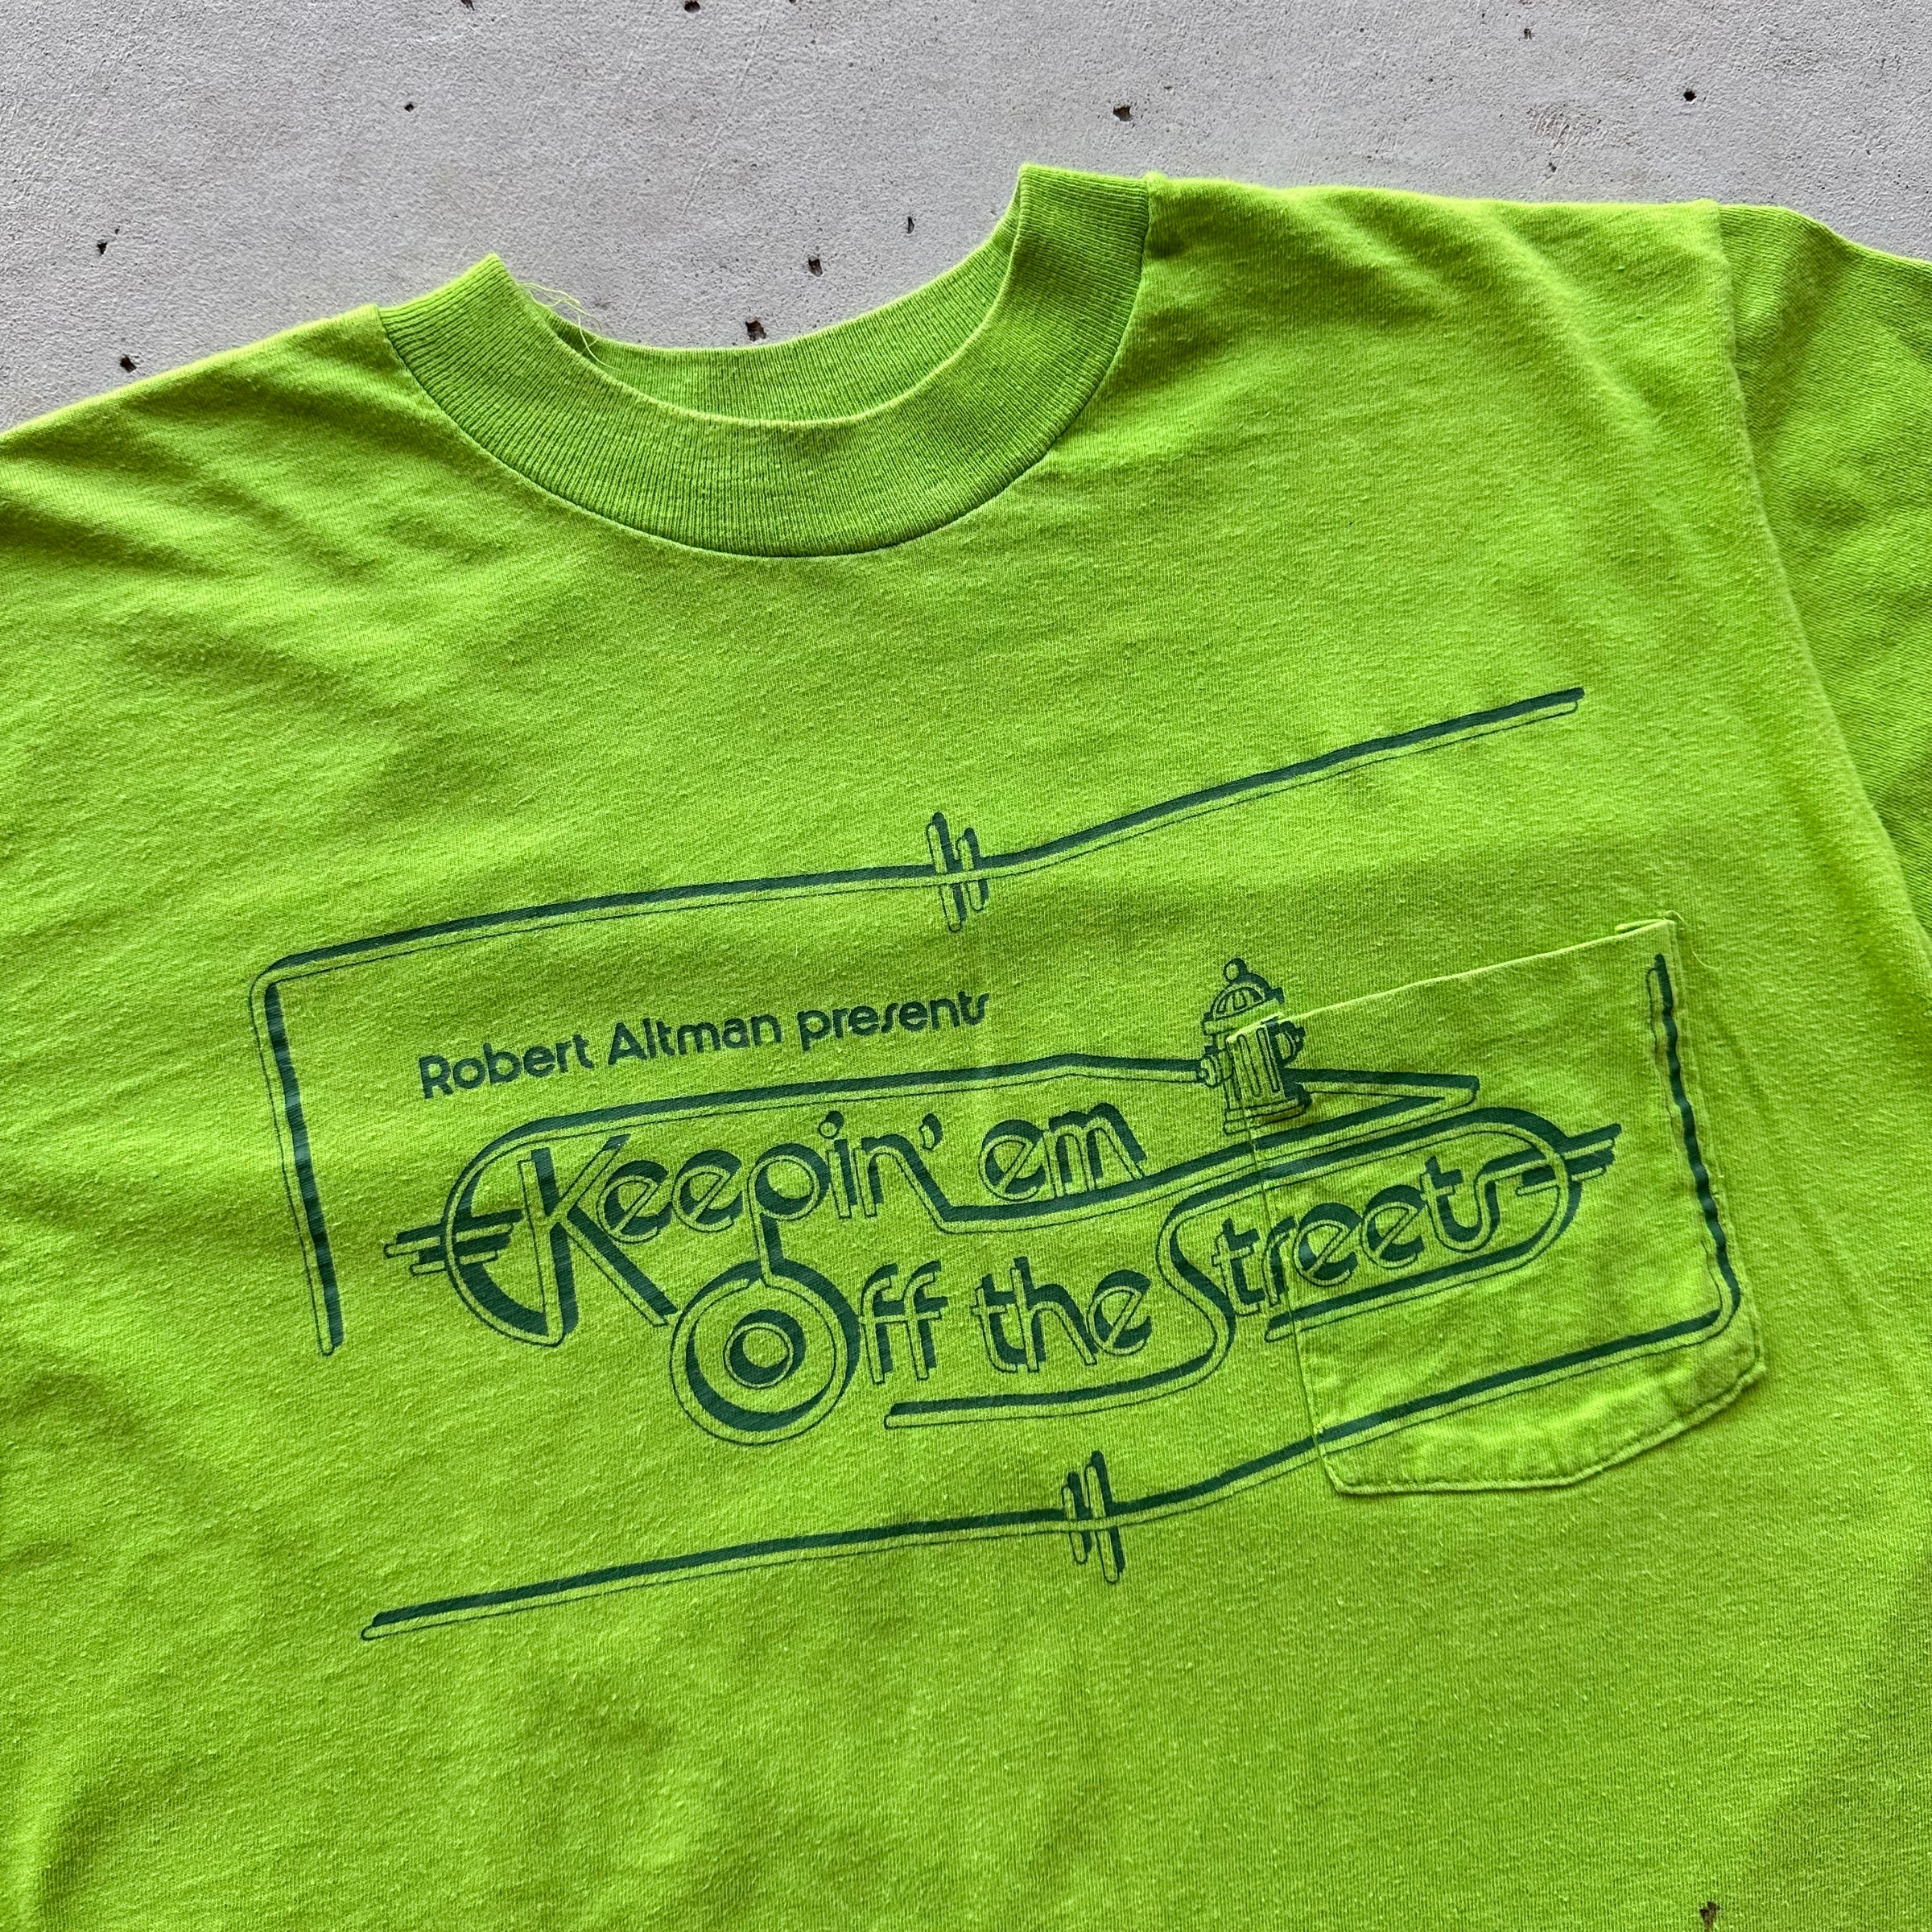 Robert Altman presents
Keepin' em
Off the Streets